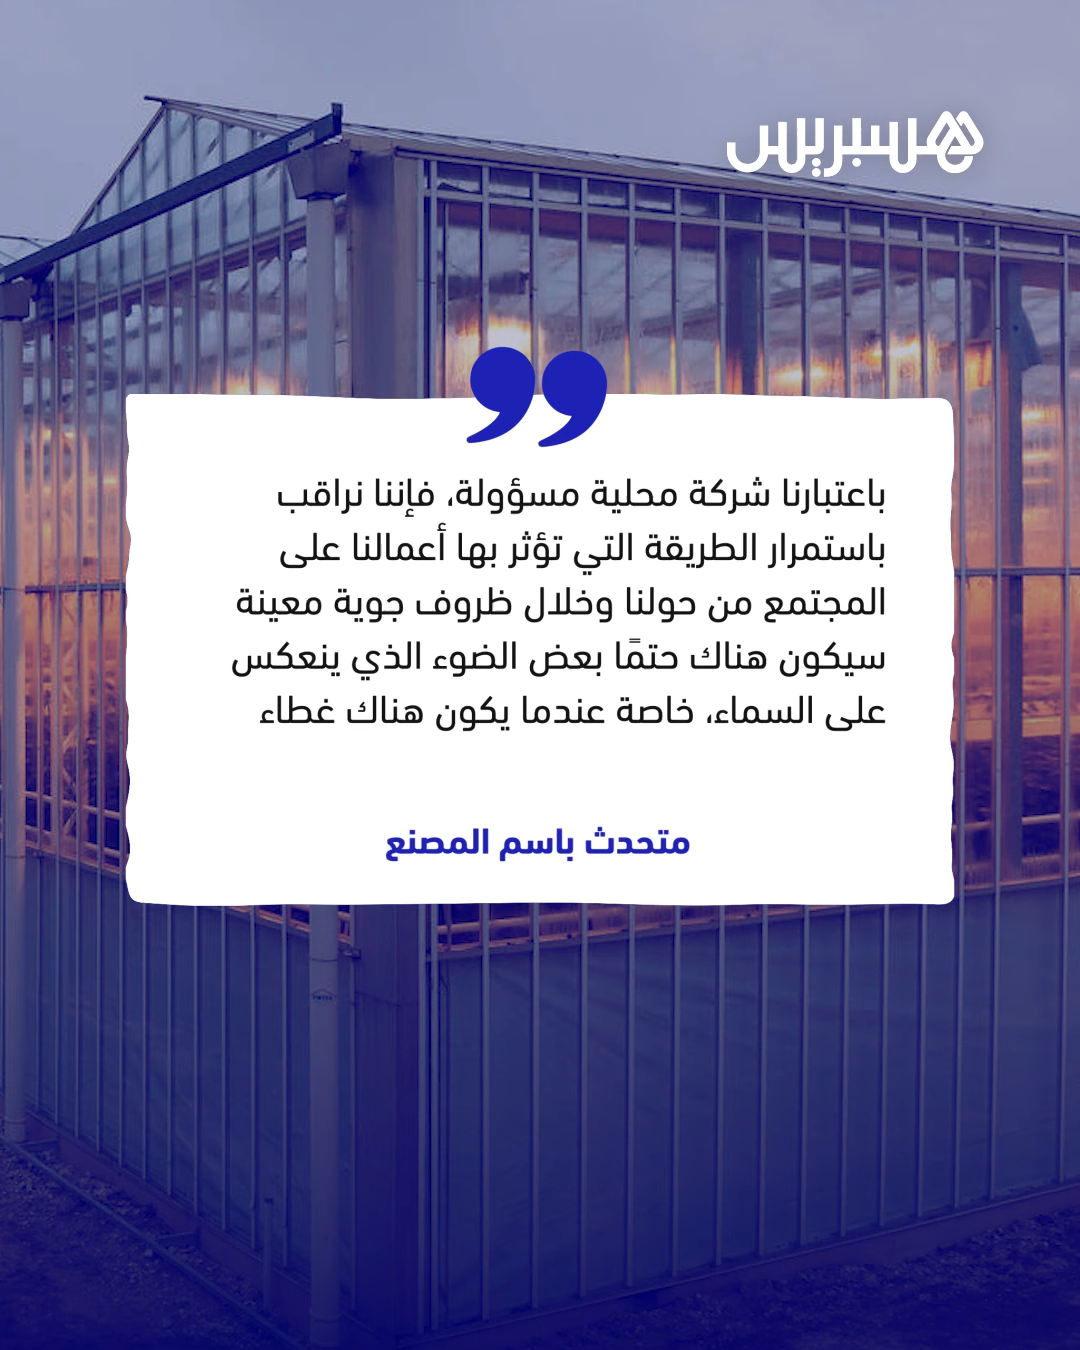 هسبريس
باعتبارنا شركة محلية مسؤولة، فإننا نراقب
باستمرار الطريقة التي تؤثر بها أعمالنا على
المجتمع من حولنا وخلال ظروف جوية معينة
سيكون هناك حتمًا بعض الضوء الذي ينعكس
على السماء، خاصة عندما يكون هناك غطاء
متحدث باسم المصنع